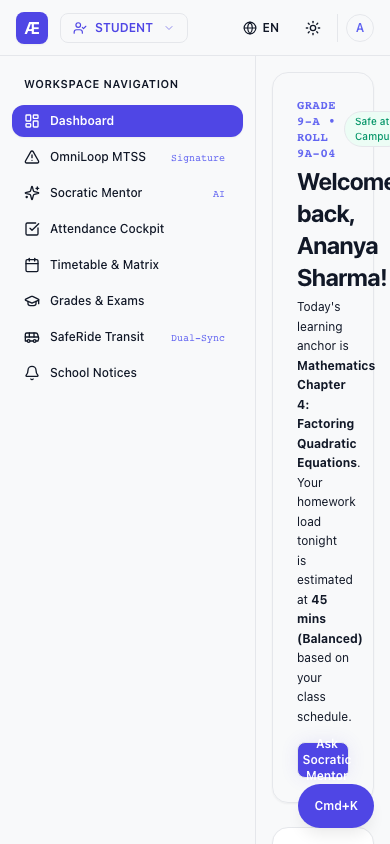 Æ STUDENT EN A
WORKSPACE NAVIGATION
Dashboard
OmniLoop MTSS Signature
Socratic Mentor AI
Attendance Cockpit
Timetable & Matrix
Grades & Exams
SafeRide Transit Dual-Sync
School Notices
GRADE
9-A •
ROLL
9A-04
Safe at
Campu
Welcome
back,
Ananya
Sharma!
Today's
learning
anchor is
Mathematics
Chapter
4:
Factoring
Quadratic
Equations.
Your
homework
load
tonight
is
estimated
at 45
mins
(Balanced)
based on
your
class
schedule.
Ask
Socratic
Mentor
Cmd+K